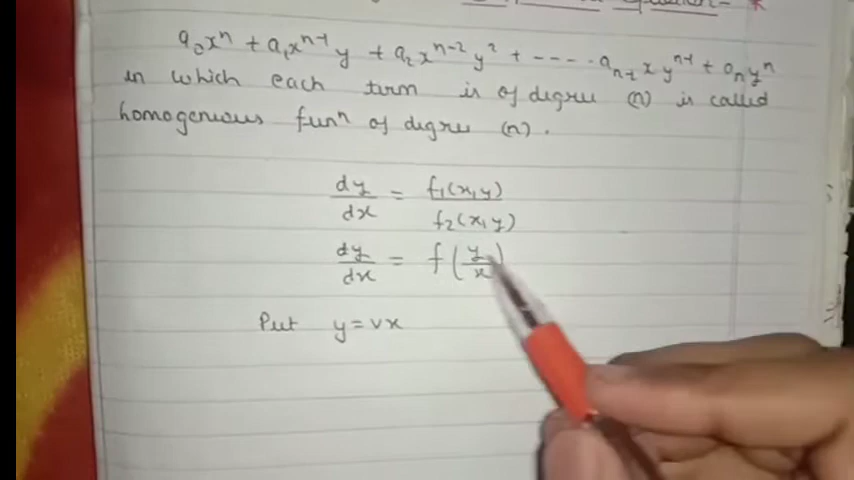 a₀xⁿ + a₁xⁿ⁻¹y + a₂xⁿ⁻²y² + ---- . aₙ₋₁xyⁿ⁻¹ + aₙyⁿ
in which each term is of degree (n) is called
homogenious funⁿ of degree (n).
dy/dx = f₁(x,y)/f₂(x,y)
dy/dx = f(y/x)
Put y = vx